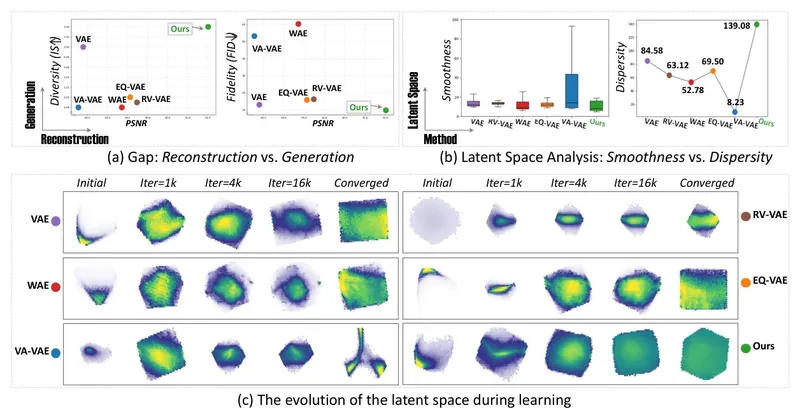 Generation
Diversity (IS↑)
VAE
Ours
VA-VAE
WAE
EQ-VAE
RV-VAE
PSNR
Reconstruction
Fidelity (FID↓)
WAE
VA-VAE
VAE
EQ-VAE
RV-VAE
Ours
PSNR
(a) Gap: Reconstruction vs. Generation
Latent Space
Smoothness
100
75
50
25
0
VAE
RV-VAE
WAE
EQ-VAE
VA-VAE
Ours
Method
Dispersity
84.58
63.12
52.78
69.50
8.23
139.08
VAE
RV-VAE
WAE
EQ-VAE
VA-VAE
Ours
(b) Latent Space Analysis: Smoothness vs. Dispersity
Initial Iter=1k Iter=4k Iter=16k Converged Initial Iter=1k Iter=4k Iter=16k Converged
VAE RV-VAE
WAE EQ-VAE
VA-VAE Ours
(c) The evolution of the latent space during learning